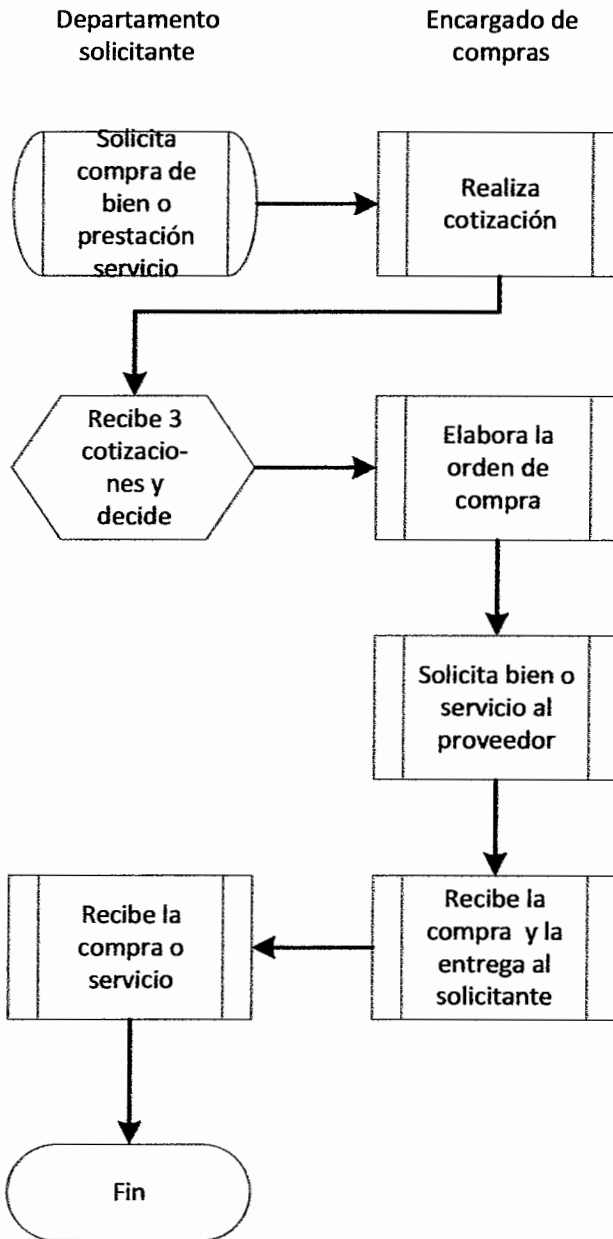 Departamento
solicitante
Encargado de
compras
Solicita
compra de
bien o
prestación
servicio
Realiza
cotización
Recibe 3
cotizacio-
nes y
decide
Elabora la
orden de
compra
Solicita bien o
servicio al
proveedor
Recibe la
compra o
servicio
Recibe la
compra y la
entrega al
solicitante
Fin